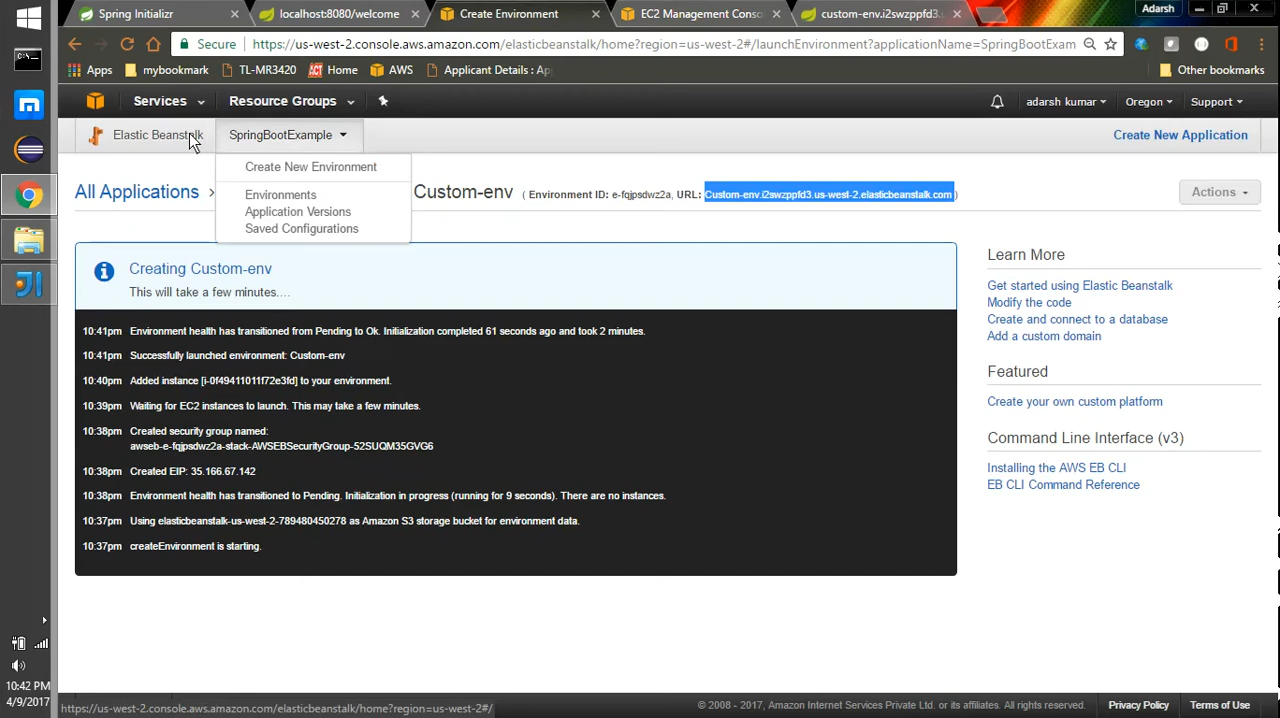 Spring Initializr
localhost:8080/welcome
Create Environment
EC2 Management Conso
custom-env.i2swzppfd3.
Adarsh
Secure
https://us-west-2.console.aws.amazon.com/elasticbeanstalk/home?region=us-west-2#/launchEnvironment?applicationName=SpringBootExam
Apps
mybookmark
TL-MR3420
ACT Home
AWS
Applicant Details : Ap
Other bookmarks
Services
Resource Groups
adarsh kumar
Oregon
Support
Elastic Beanstalk
SpringBootExample
Create New Application
Create New Environment
Environments
Application Versions
Saved Configurations
All Applications >
Custom-env ( Environment ID: e-fqjpsdwz2a, URL: Custom-env.i2swzppfd3.us-west-2.elasticbeanstalk.com )
Actions
Creating Custom-env
This will take a few minutes....
10:41pm Environment health has transitioned from Pending to Ok. Initialization completed 61 seconds ago and took 2 minutes.
10:41pm Successfully launched environment: Custom-env
10:40pm Added instance [i-0f49411011f72e3fd] to your environment.
10:39pm Waiting for EC2 instances to launch. This may take a few minutes.
10:38pm Created security group named:
awseb-e-fqjpsdwz2a-stack-AWSEBSecurityGroup-52SUQM35GVG6
10:38pm Created EIP: 35.166.67.142
10:38pm Environment health has transitioned to Pending. Initialization in progress (running for 9 seconds). There are no instances.
10:37pm Using elasticbeanstalk-us-west-2-789480450278 as Amazon S3 storage bucket for environment data.
10:37pm createEnvironment is starting.
Learn More
Get started using Elastic Beanstalk
Modify the code
Create and connect to a database
Add a custom domain
Featured
Create your own custom platform
Command Line Interface (v3)
Installing the AWS EB CLI
EB CLI Command Reference
10:42 PM
4/9/2017
https://us-west-2.console.aws.amazon.com/elasticbeanstalk/home?region=us-west-2#/
© 2008 - 2017, Amazon Internet Services Private Ltd. or its affiliates. All rights reserved.
Privacy Policy
Terms of Use